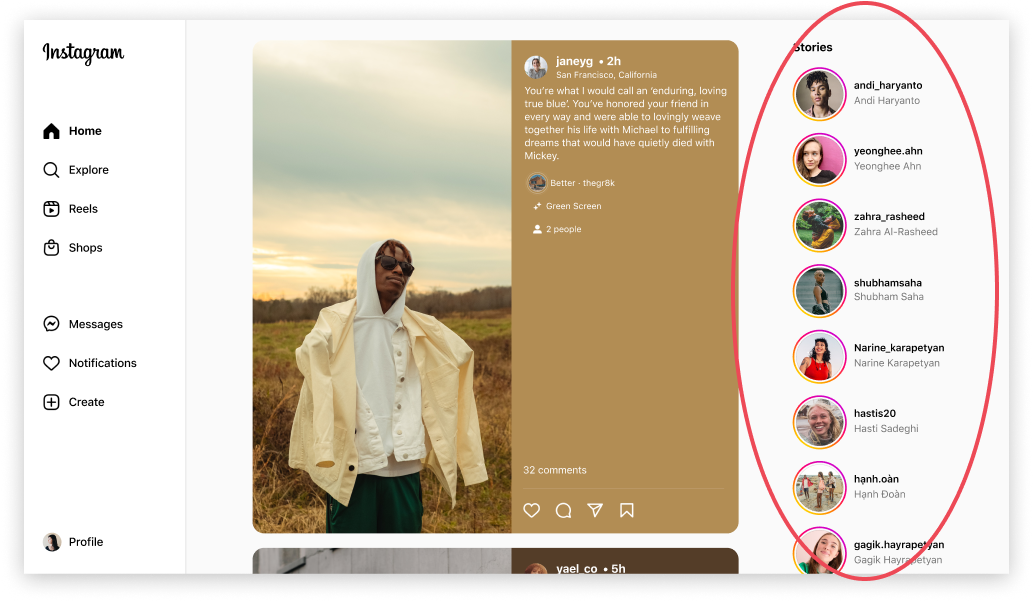 Instagram
Home
Explore
Reels
Shops
Messages
Notifications
Create
Profile
janeyg • 2h
San Francisco, California
You’re what I would call an ‘enduring, loving
true blue’. You’ve honored your friend in
every way and were able to lovingly weave
together his life with Michael to fulfilling
dreams that would have quietly died with
Mickey.
Better · thegr8k
Green Screen
2 people
32 comments
yael_co • 5h
Stories
andi_haryanto
Andi Haryanto
yeonghee.ahn
Yeonghee Ahn
zahra_rasheed
Zahra Al-Rasheed
shubhamsaha
Shubham Saha
Narine_karapetyan
Narine Karapetyan
hastis20
Hasti Sadeghi
hạnh.oàn
Hạnh Đoàn
gagik.hayrapetyan
Gagik Hayrapetyan